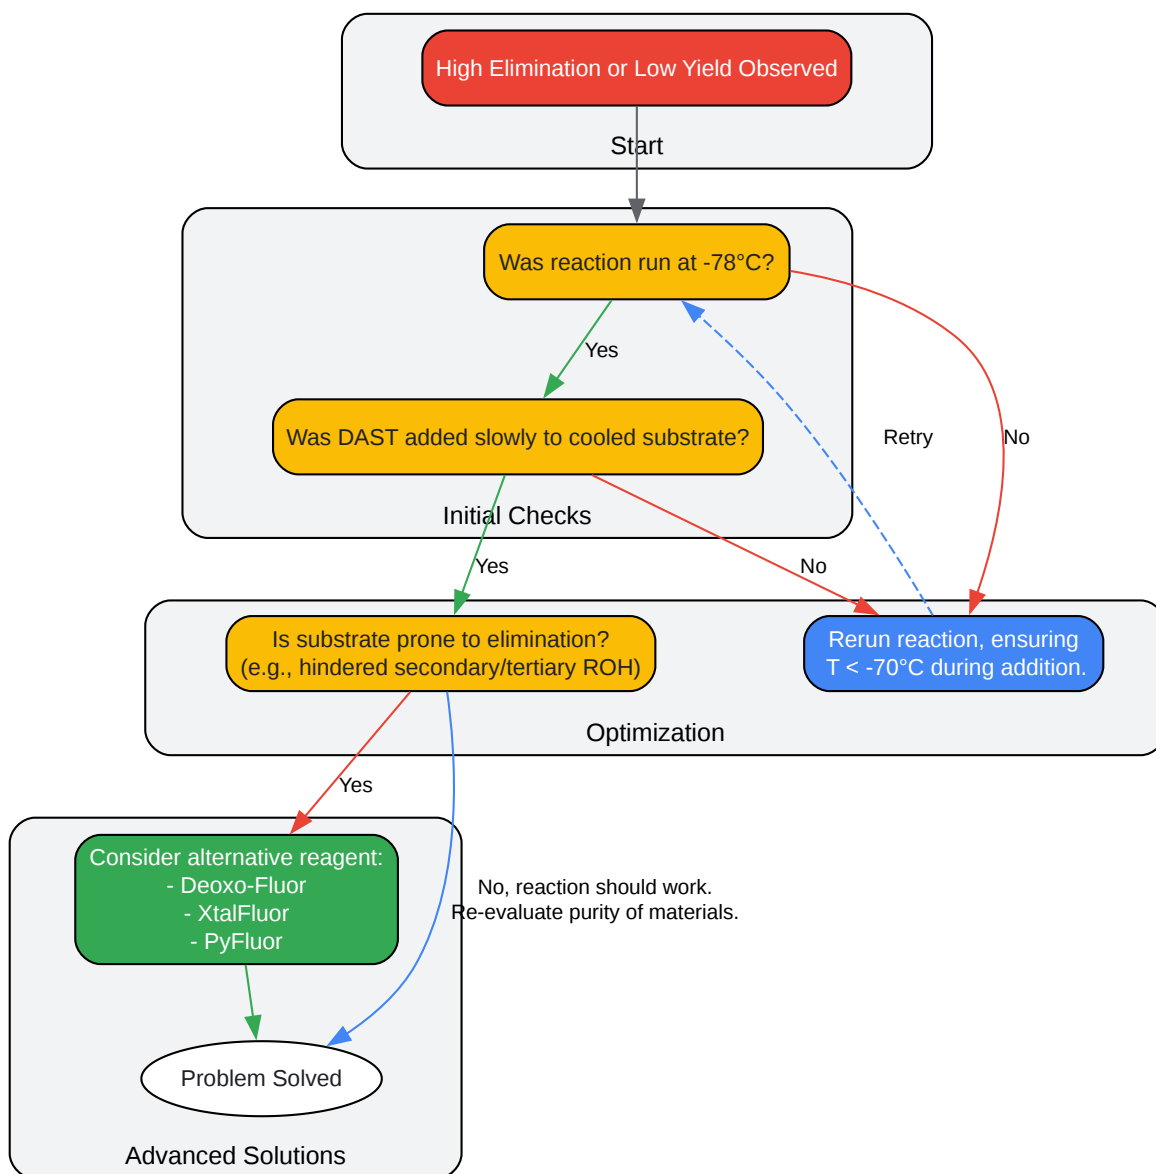 High Elimination or Low Yield Observed
Start
Was reaction run at -78°C?
Yes
Was DAST added slowly to cooled substrate?
Retry
No
Initial Checks
Yes
No
Is substrate prone to elimination?
(e.g., hindered secondary/tertiary ROH)
Rerun reaction, ensuring
T < -70°C during addition.
Optimization
Yes
Consider alternative reagent:
- Deoxo-Fluor
- XtalFluor
- PyFluor
No, reaction should work.
Re-evaluate purity of materials.
Problem Solved
Advanced Solutions